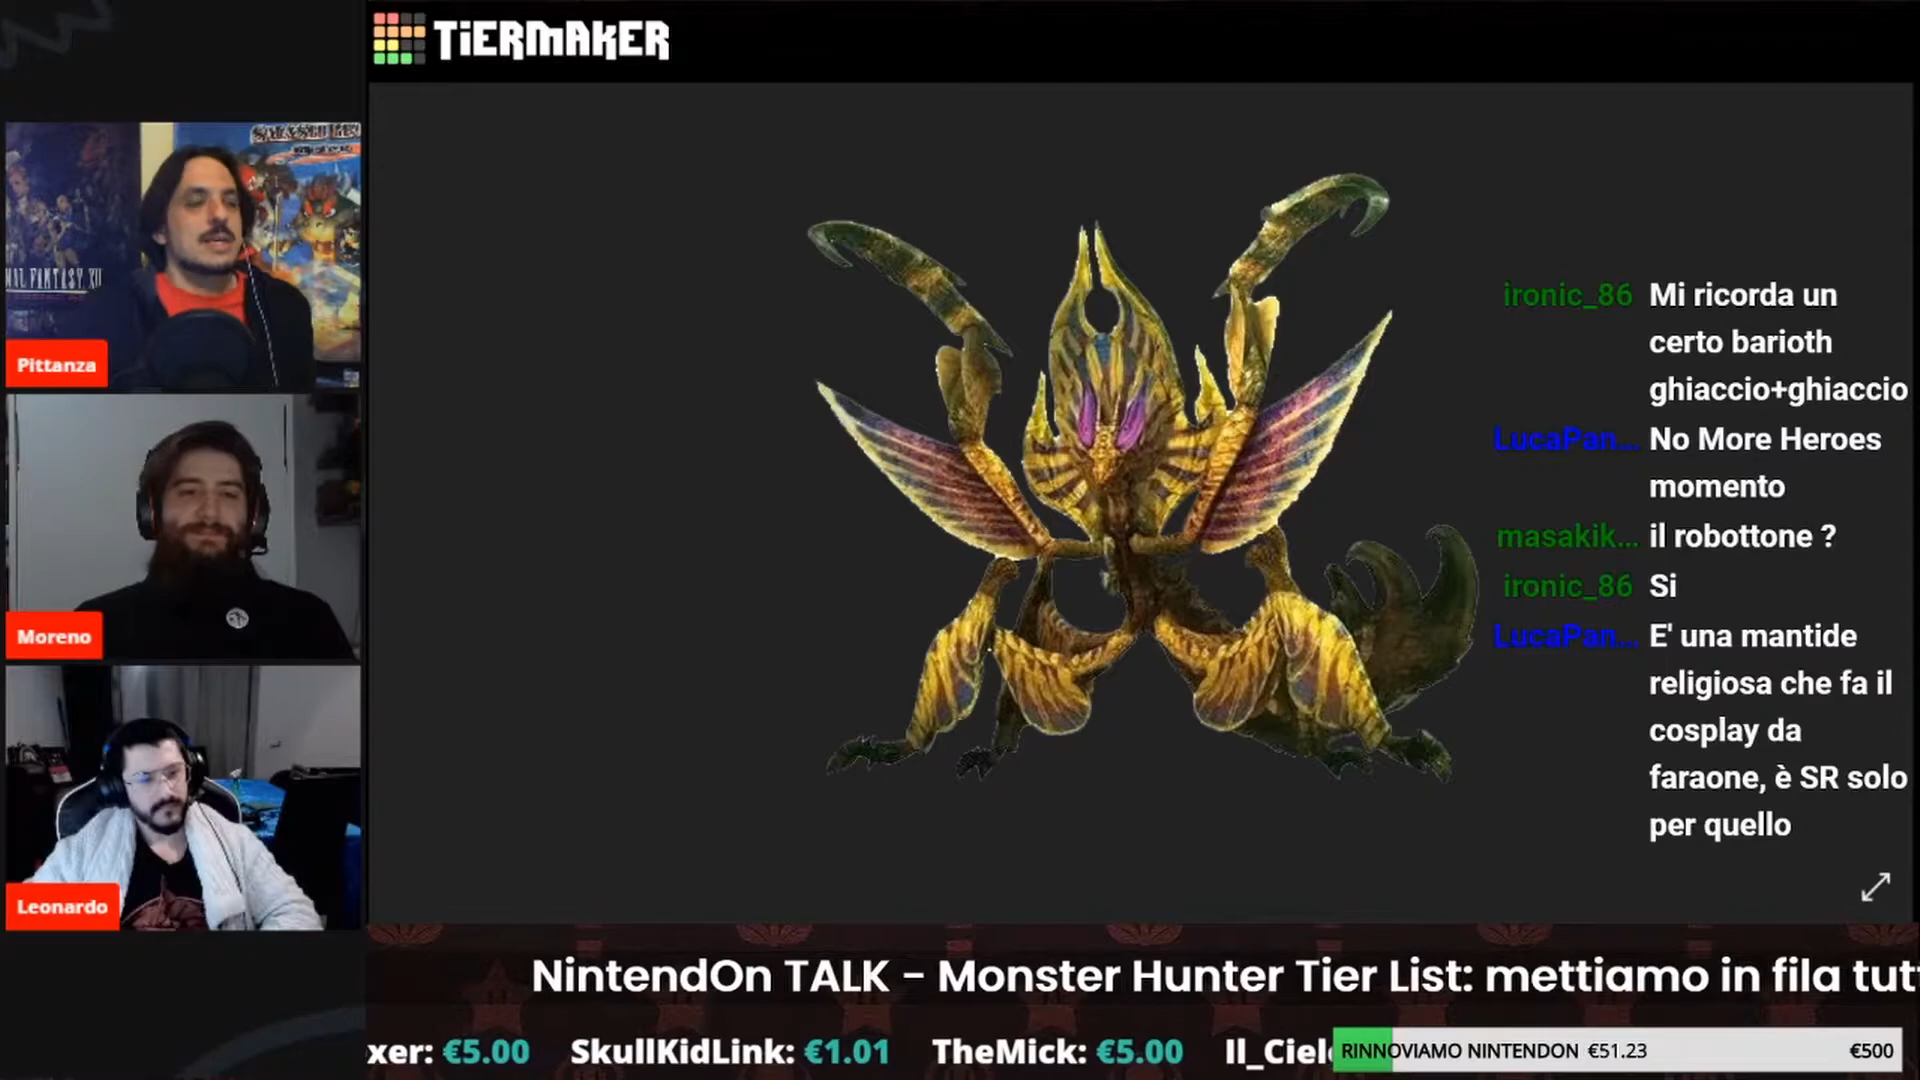 TiERMAKER
FINAL FANTASY XII
Pittanza
Moreno
Leonardo
ironic_86 Mi ricorda un
certo barioth
ghiaccio+ghiaccio
LucaPan... No More Heroes
momento
masakik... il robottone ?
ironic_86 Si
LucaPan... E' una mantide
religiosa che fa il
cosplay da
faraone, è SR solo
per quello
NintendOn TALK - Monster Hunter Tier List: mettiamo in fila tut
xer: €5.00 SkullKidLink: €1.01 TheMick: €5.00 Il_Ciel
RINNOVIAMO NINTENDON €51.23 €500